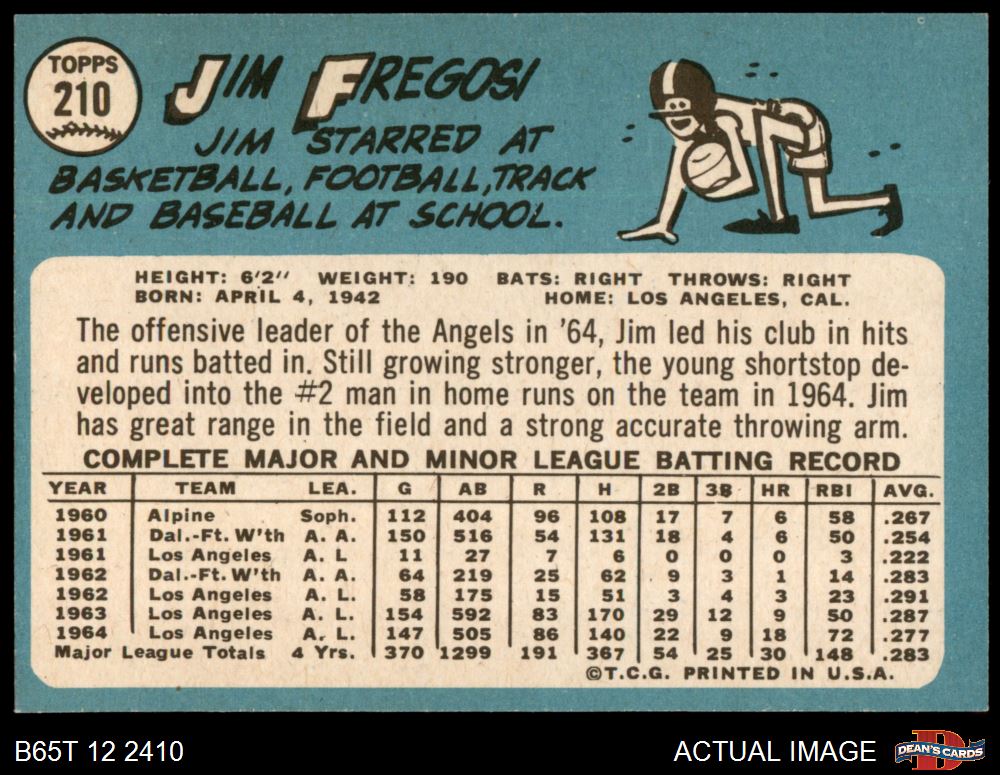 TOPPS
210
JIM FREGOSI
JIM STARRED AT
BASKETBALL, FOOTBALL, TRACK
AND BASEBALL AT SCHOOL.
HEIGHT: 6'2" WEIGHT: 190 BATS: RIGHT THROWS: RIGHT
BORN: APRIL 4, 1942 HOME: LOS ANGELES, CAL.
The offensive leader of the Angels in '64, Jim led his club in hits
and runs batted in. Still growing stronger, the young shortstop de-
veloped into the #2 man in home runs on the team in 1964. Jim
has great range in the field and a strong accurate throwing arm.
COMPLETE MAJOR AND MINOR LEAGUE BATTING RECORD
YEAR TEAM LEA. G AB R H 2B 3B HR RBI AVG.
1960 Alpine Soph. 112 404 96 108 17 7 6 58 .267
1961 Dal.-Ft. W'th A. A. 150 516 54 131 18 4 6 50 .254
1961 Los Angeles A. L 11 27 7 6 0 0 0 3 .222
1962 Dal.-Ft. W'th A. A. 64 219 25 62 9 3 1 14 .283
1962 Los Angeles A. L. 58 175 15 51 3 4 3 23 .291
1963 Los Angeles A. L. 154 592 83 170 29 12 9 50 .287
1964 Los Angeles A. L. 147 505 86 140 22 9 18 72 .277
Major League Totals 4 Yrs. 370 1299 191 367 54 25 30 148 .283
©T.C.G. PRINTED IN U.S.A.
B65T 12 2410 ACTUAL IMAGE
D
DEAN'S CARDS